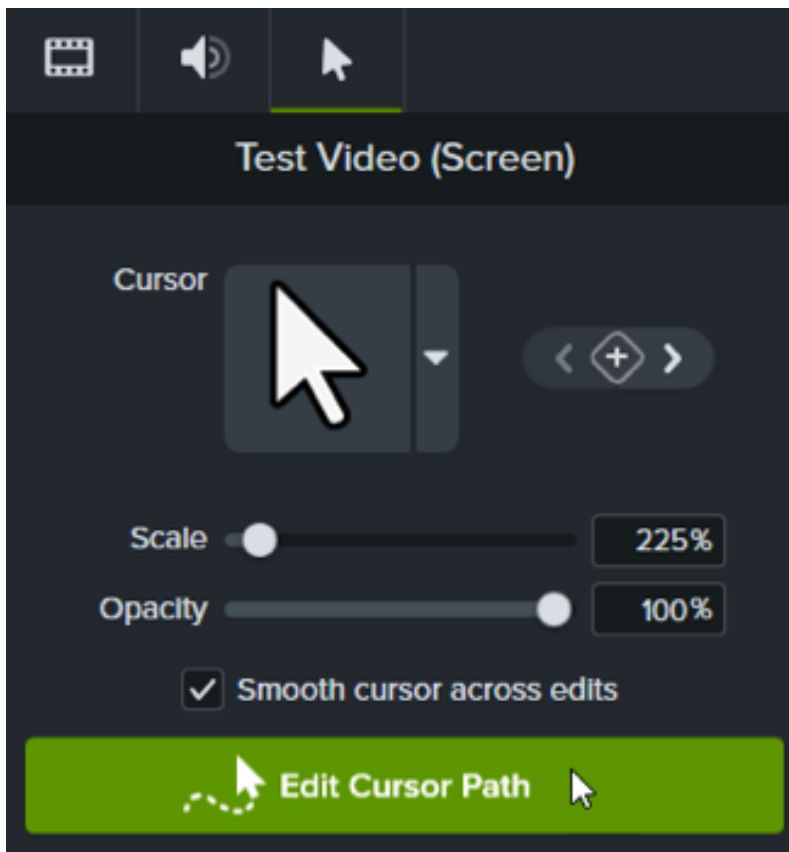 Test Video (Screen)
Cursor
Scale 225%
Opacity 100%
Smooth cursor across edits
Edit Cursor Path